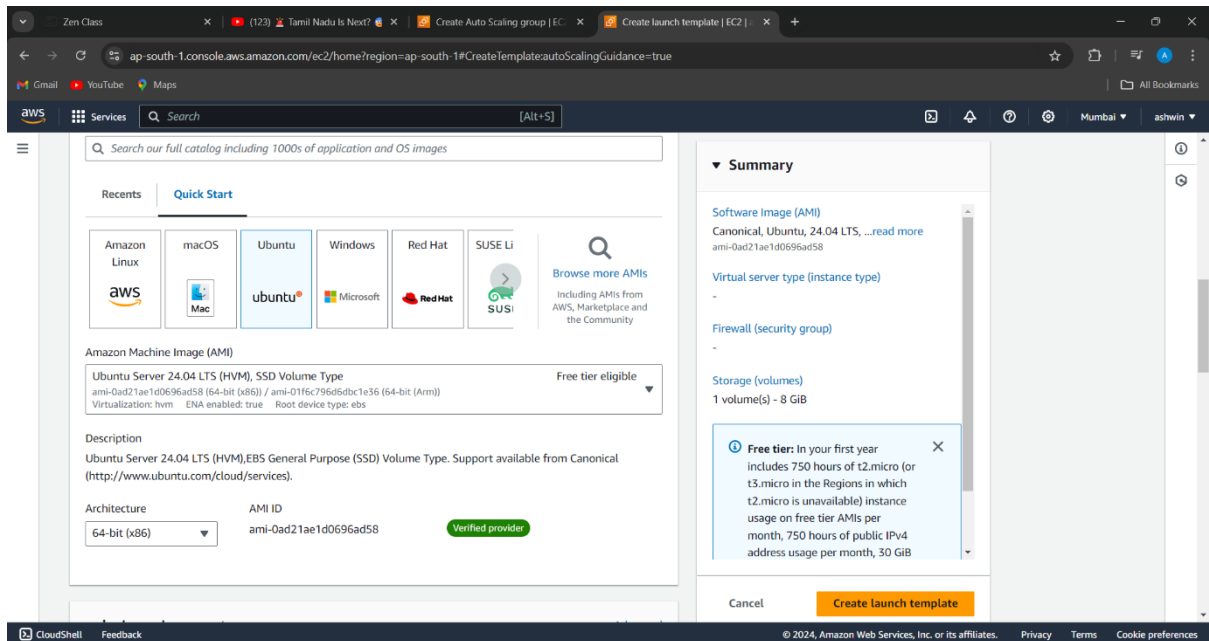 Zen Class
(123) Tamil Nadu Is Next?
Create Auto Scaling group | EC
Create launch template | EC2 |
ap-south-1.console.aws.amazon.com/ec2/home?region=ap-south-1#CreateTemplate:autoScalingGuidance=true
A
Gmail
YouTube
Maps
All Bookmarks
aws
Services
Search
[Alt+S]
Mumbai
ashwin
Search our full catalog including 1000s of application and OS images
Recents
Quick Start
Amazon
Linux
aws
macOS
Mac
Ubuntu
ubuntu
Windows
Microsoft
Red Hat
Red Hat
SUSE Li
SUS
Browse more AMIs
Including AMIs from
AWS, Marketplace and
the Community
Amazon Machine Image (AMI)
Ubuntu Server 24.04 LTS (HVM), SSD Volume Type
Free tier eligible
ami-0ad21ae1d0696ad58 (64-bit (x86)) / ami-01f6c796d6dbc1e36 (64-bit (Arm))
Virtualization: hvm ENA enabled: true Root device type: ebs
Description
Ubuntu Server 24.04 LTS (HVM),EBS General Purpose (SSD) Volume Type. Support available from Canonical
(http://www.ubuntu.com/cloud/services).
Architecture
AMI ID
64-bit (x86)
ami-0ad21ae1d0696ad58
Verified provider
Summary
Software Image (AMI)
Canonical, Ubuntu, 24.04 LTS, ...read more
ami-0ad21ae1d0696ad58
Virtual server type (instance type)
-
Firewall (security group)
-
Storage (volumes)
1 volume(s) - 8 GiB
Free tier: In your first year
includes 750 hours of t2.micro (or
t3.micro in the Regions in which
t2.micro is unavailable) instance
usage on free tier AMIs per
month, 750 hours of public IPv4
address usage per month, 30 GiB
Cancel
Create launch template
CloudShell
Feedback
© 2024, Amazon Web Services, Inc. or its affiliates.
Privacy
Terms
Cookie preferences